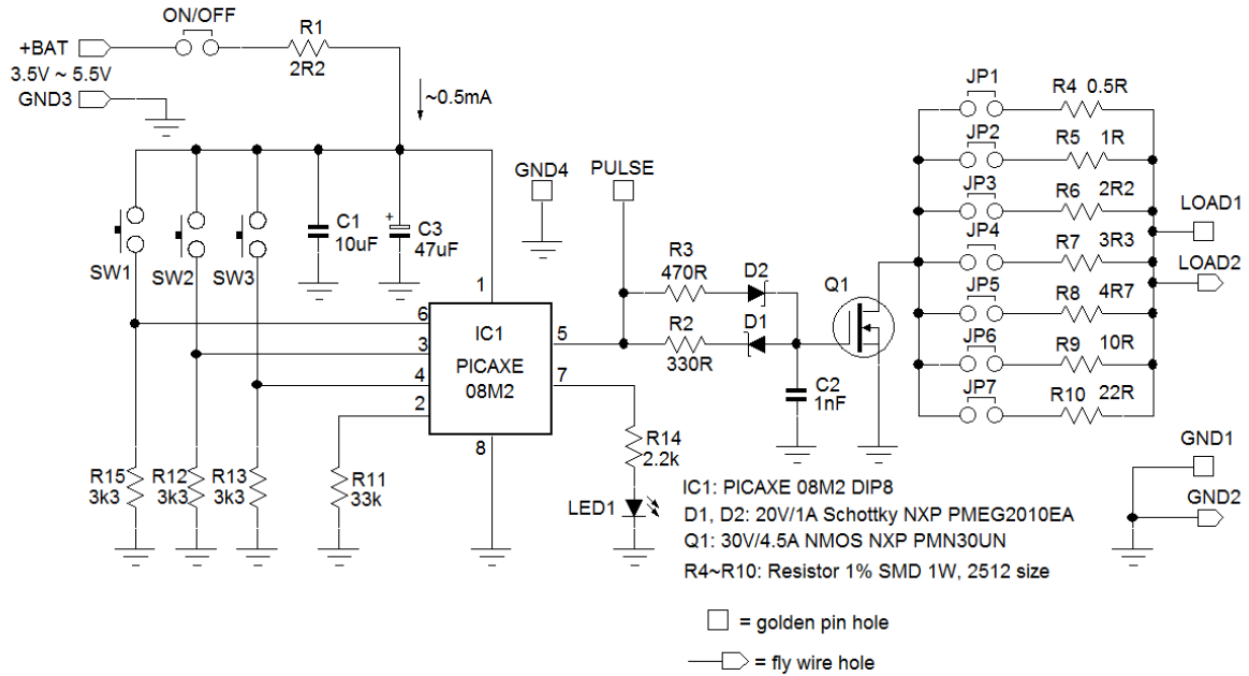 ON/OFF
+BAT
R1
2R2
3.5V ~ 5.5V
GND3
~0.5mA
SW1
SW2
SW3
C1
10uF
+
C3
47uF
GND4
PULSE
1
6
3
4
2
IC1
PICAXE
08M2
5
7
8
R3
470R
D2
R2
330R
D1
Q1
C2
1nF
JP1
R4 0.5R
JP2
R5 1R
JP3
R6 2R2
JP4
R7 3R3
JP5
R8 4R7
JP6
R9 10R
JP7
R10 22R
LOAD1
LOAD2
R15
3k3
R12
3k3
R13
3k3
R11
33k
R14
2.2k
LED1
GND1
GND2
IC1: PICAXE 08M2 DIP8
D1, D2: 20V/1A Schottky NXP PMEG2010EA
Q1: 30V/4.5A NMOS NXP PMN30UN
R4~R10: Resistor 1% SMD 1W, 2512 size
= golden pin hole
= fly wire hole